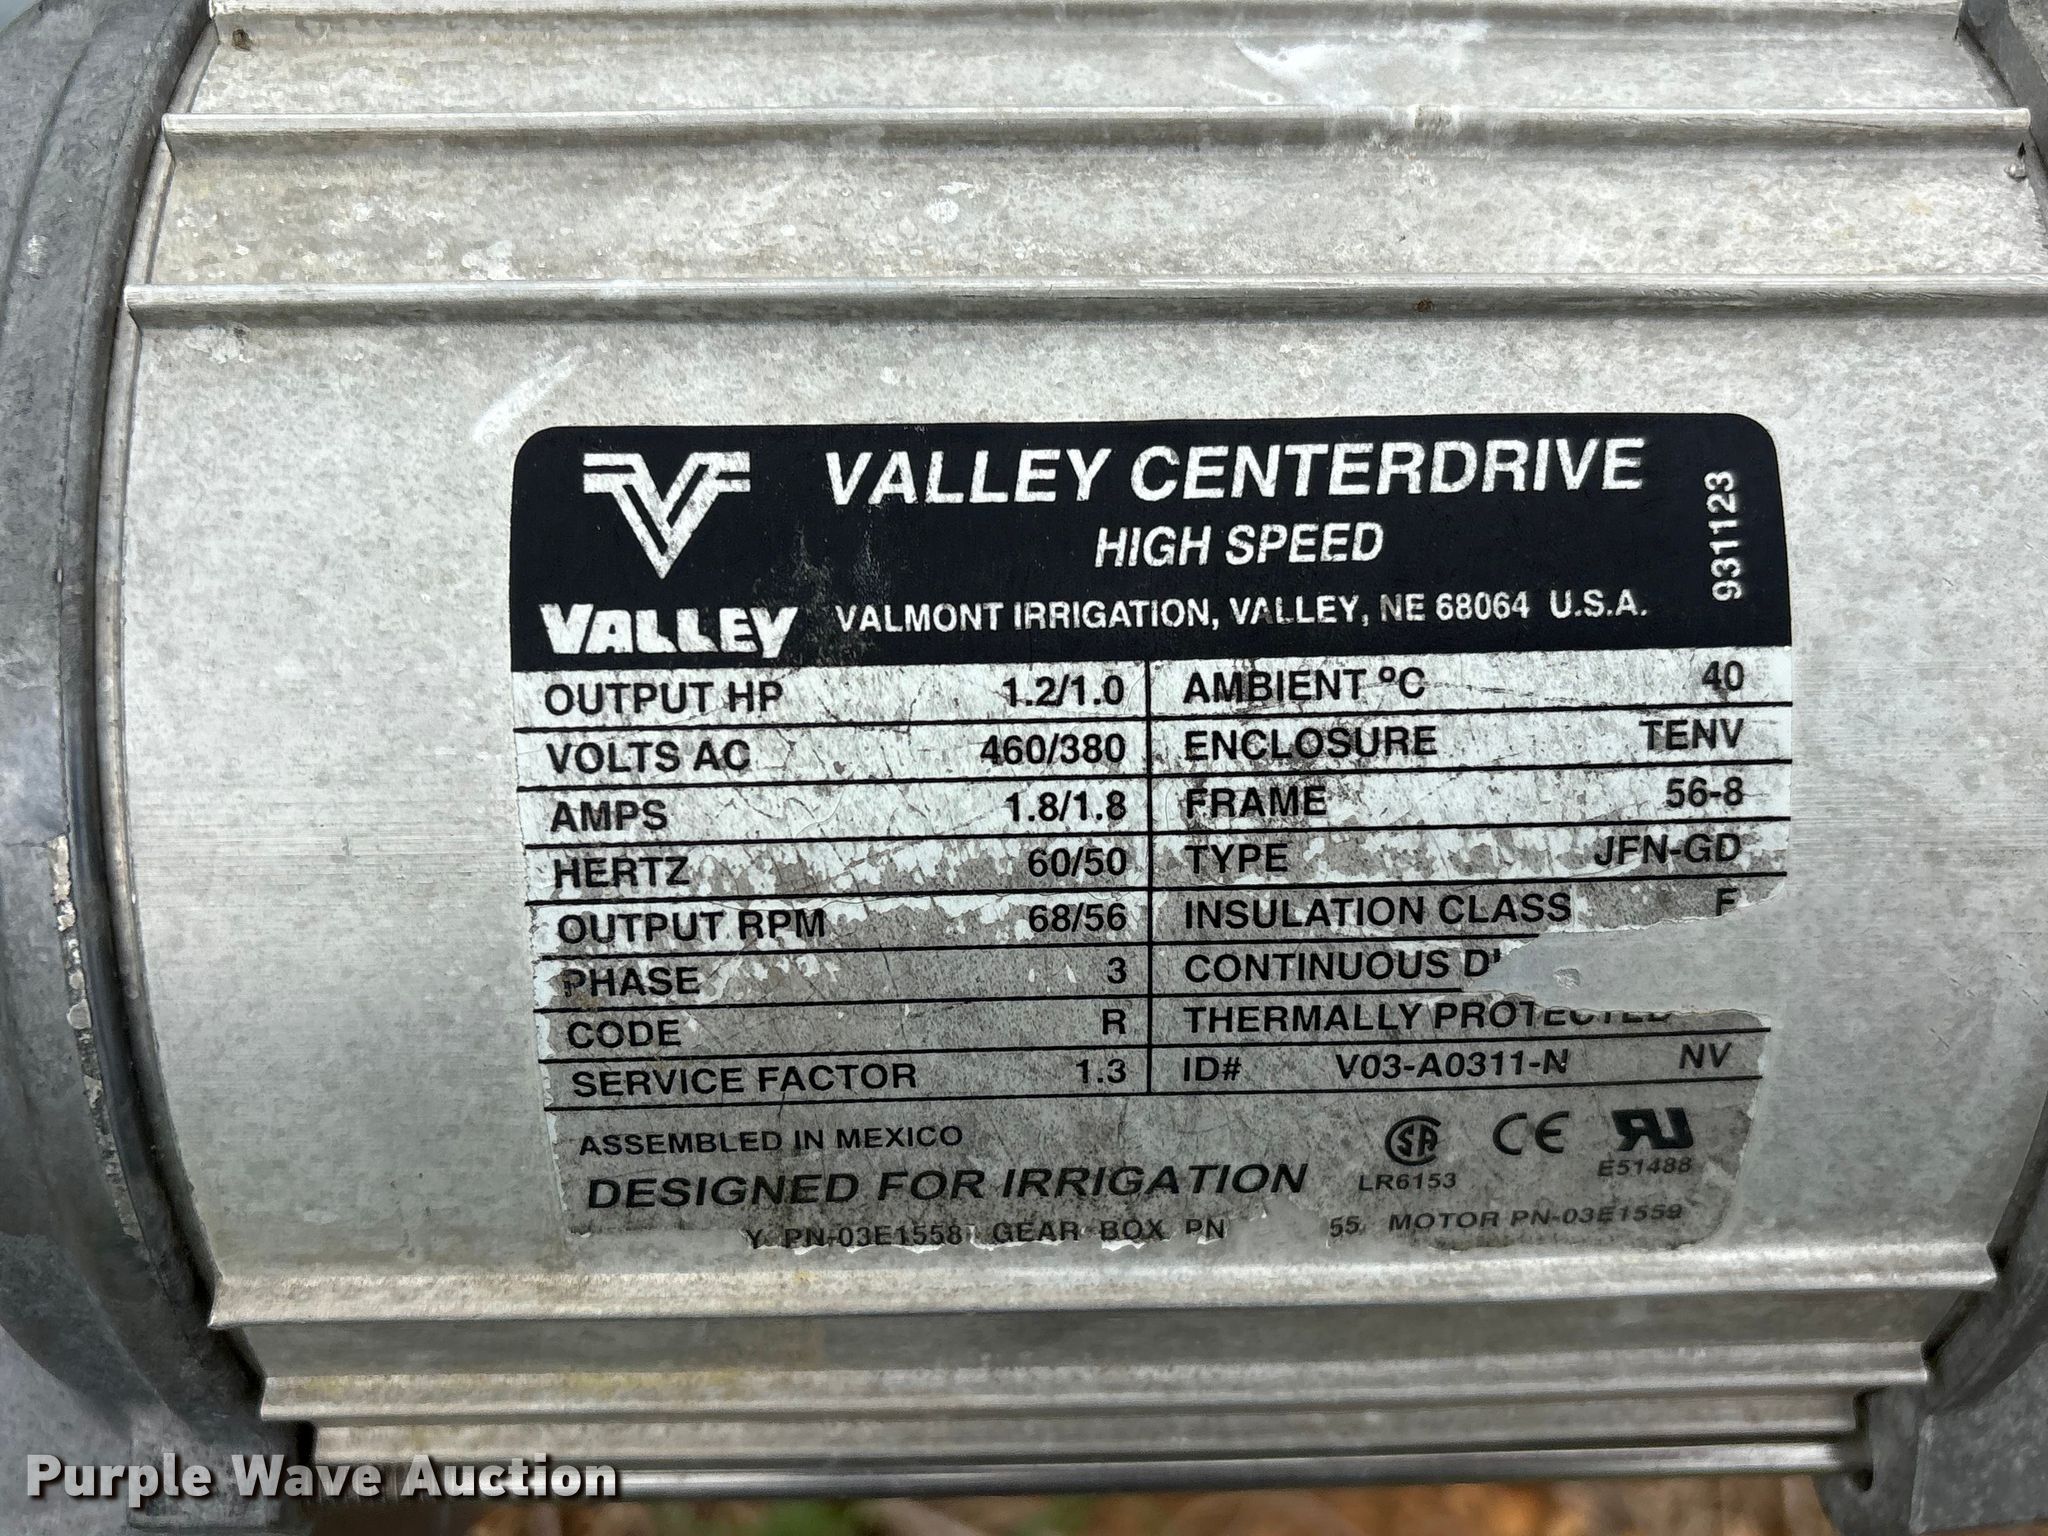 VALLEY CENTERDRIVE
HIGH SPEED
931123
VALLEY
VALMONT IRRIGATION, VALLEY, NE 68064 U.S.A.
OUTPUT HP 1.2/1.0
VOLTS AC 460/380
AMPS 1.8/1.8
HERTZ 60/50
OUTPUT RPM 68/56
PHASE 3
CODE R
SERVICE FACTOR 1.3
AMBIENT ºC 40
ENCLOSURE TENV
FRAME 56-8
TYPE JFN-GD
INSULATION CLASS F
CONTINUOUS
THERMALLY PROTECTED
ID# V03-A0311-N NV
ASSEMBLED IN MEXICO
DESIGNED FOR IRRIGATION
SA CE RU
LR6153 E51488
Y PN-03E1558 GEAR BOX PN 55 MOTOR PN-03E1559
Purple Wave Auction